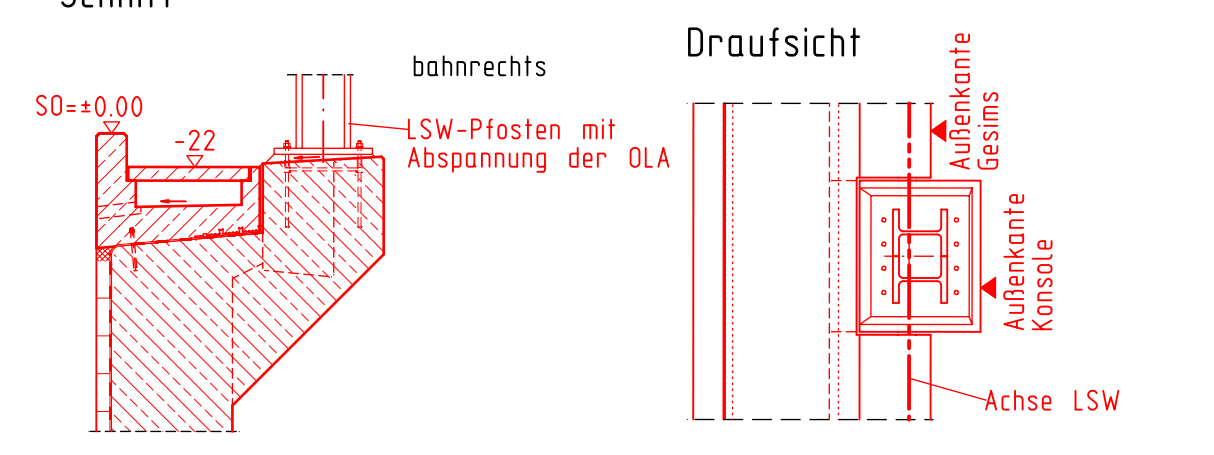 Schnitt
bahnrechts
SO=±0.00
-22
LSW-Pfosten mit
Abspannung der OLA
Draufsicht
Außenkante
Gesims
Außenkante
Konsole
Achse LSW